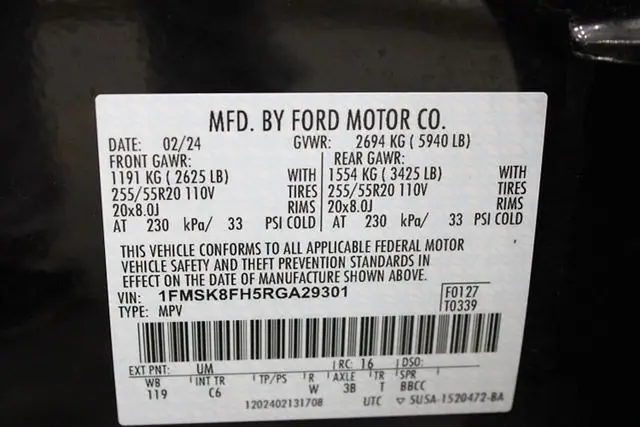 MFD. BY FORD MOTOR CO.
DATE: 02/24 GVWR: 2694 KG ( 5940 LB)
FRONT GAWR: REAR GAWR:
1191 KG ( 2625 LB) WITH 1554 KG ( 3425 LB) WITH
255/55R20 110V TIRES 255/55R20 110V TIRES
20x8.0J RIMS 20x8.0J RIMS
AT 230 kPa/ 33 PSI COLD AT 230 kPa/ 33 PSI COLD
THIS VEHICLE CONFORMS TO ALL APPLICABLE FEDERAL MOTOR
VEHICLE SAFETY AND THEFT PREVENTION STANDARDS IN
EFFECT ON THE DATE OF MANUFACTURE SHOWN ABOVE.
VIN: 1FMSK8FH5RGA29301 F0127
TYPE: MPV T0339
EXT PNT: UM RC: 16 DSO:
WB INT TR TP/PS R AXLE TR SPR
119 C6 W 3B T BBCC
1202402131708 UTC ▽ 5USA-1520472-BA